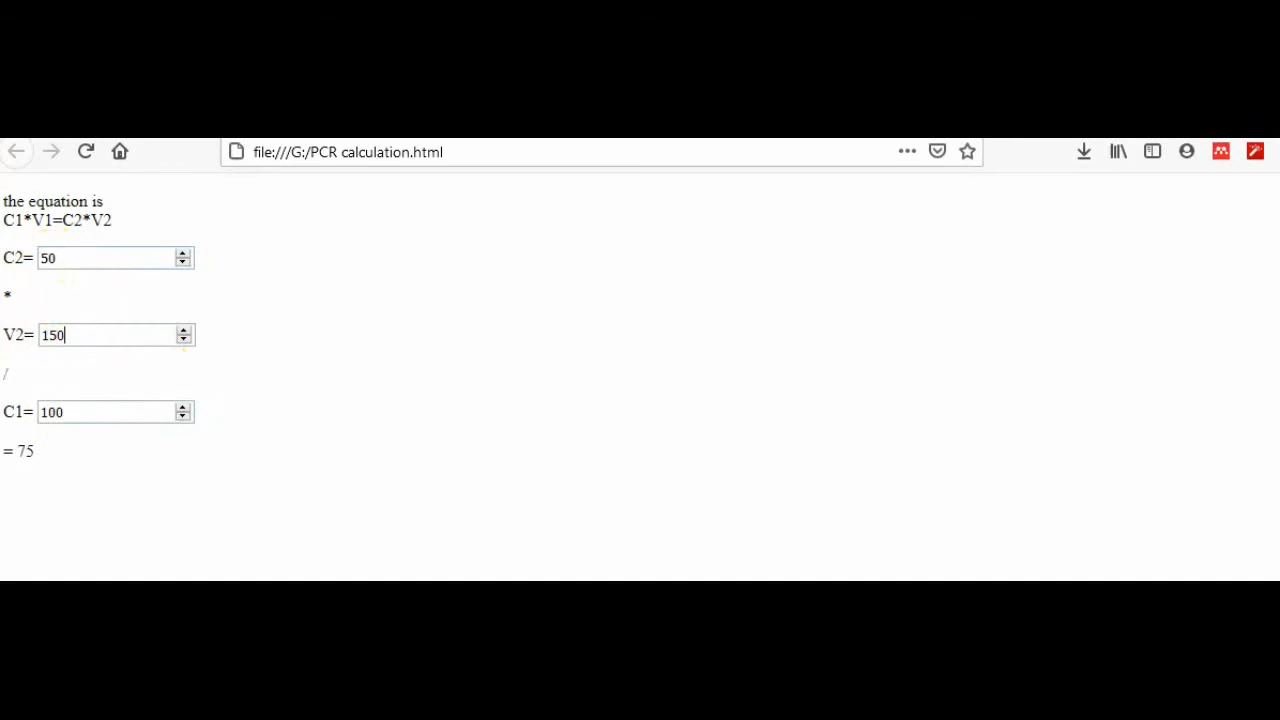 file:///G:/PCR calculation.html
the equation is
C1*V1=C2*V2
C2= 50
*
V2= 150
/
C1= 100
= 75